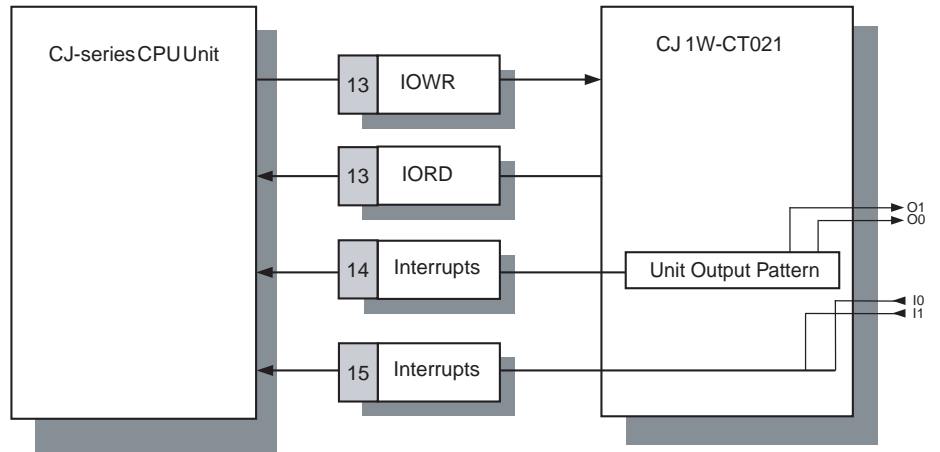 CJ-series CPU Unit
CJ1W-CT021
13 IOWR
13 IORD
O1
O0
14 Interrupts
Unit Output Pattern
I0
I1
15 Interrupts